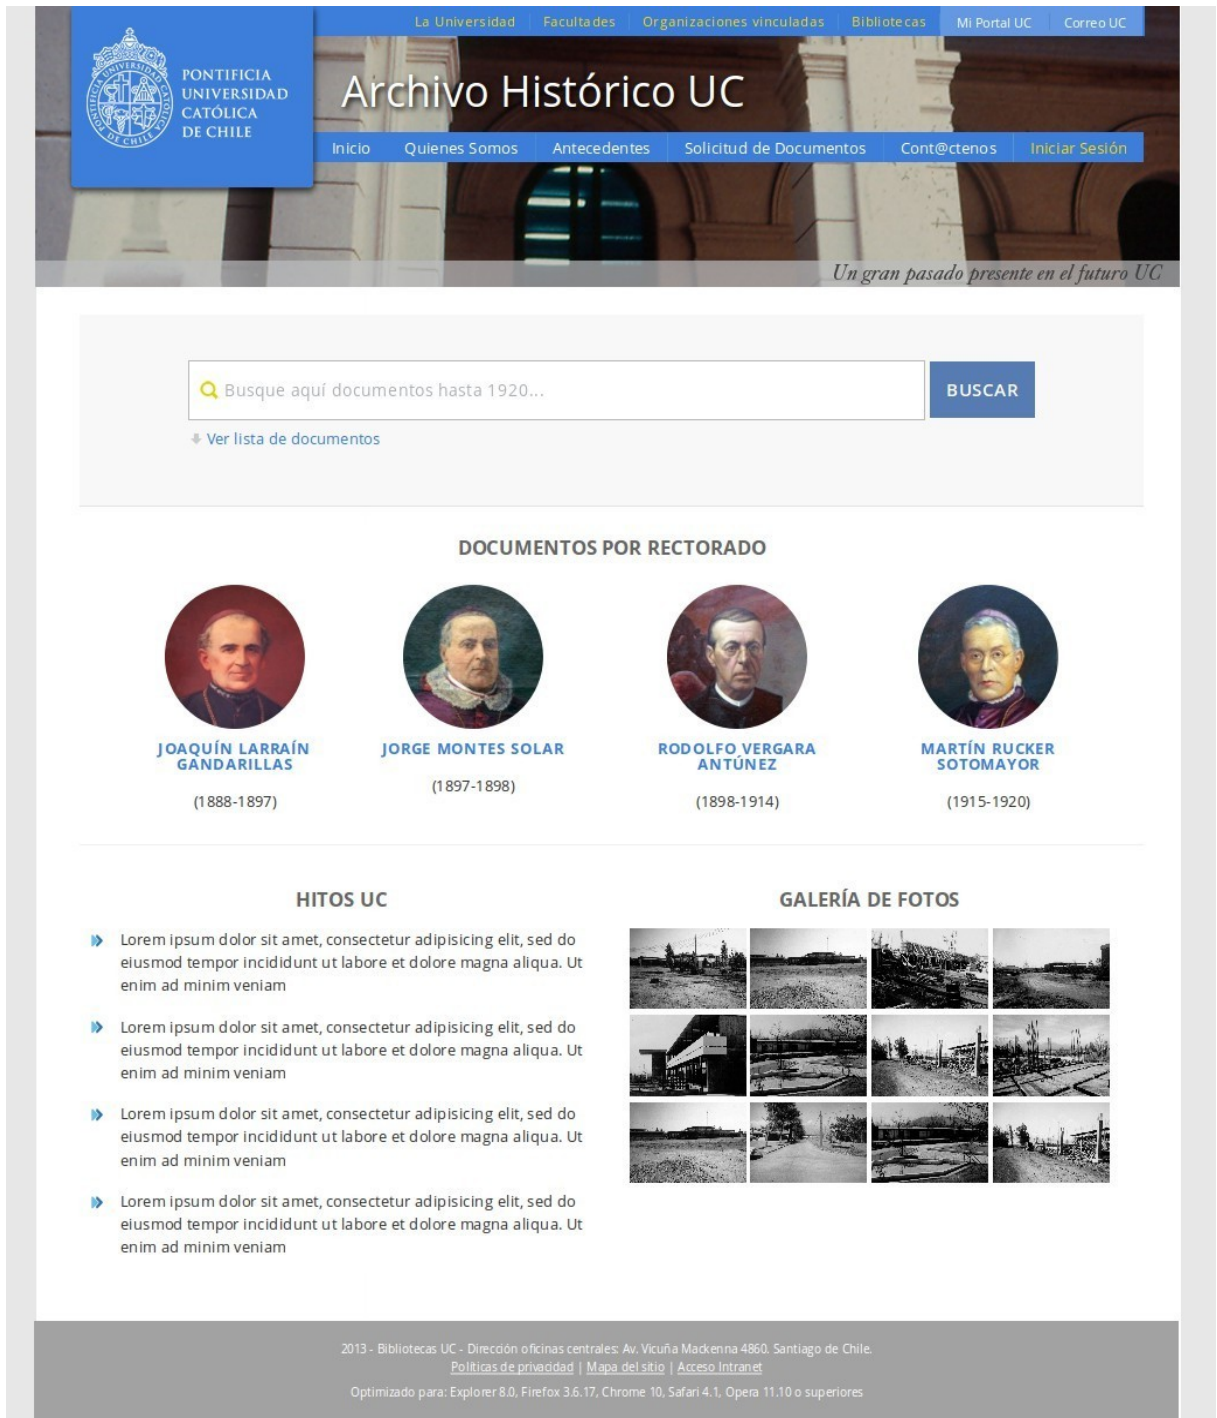 La Universidad Facultades Organizaciones vinculadas Bibliotecas Mi Portal UC Correo UC
PONTIFICIA
UNIVERSIDAD
CATÓLICA
DE CHILE
Archivo Histórico UC
Inicio Quienes Somos Antecedentes Solicitud de Documentos Cont@ctenos Iniciar Sesión
Un gran pasado presente en el futuro UC
Busque aquí documentos hasta 1920...
BUSCAR
Ver lista de documentos
DOCUMENTOS POR RECTORADO
JOAQUÍN LARRAÍN
GANDARILLAS
(1888-1897)
JORGE MONTES SOLAR
(1897-1898)
RODOLFO VERGARA
ANTÚNEZ
(1898-1914)
MARTÍN RUCKER
SOTOMAYOR
(1915-1920)
HITOS UC
Lorem ipsum dolor sit amet, consectetur adipisicing elit, sed do
eiusmod tempor incididunt ut labore et dolore magna aliqua. Ut
enim ad minim veniam
Lorem ipsum dolor sit amet, consectetur adipisicing elit, sed do
eiusmod tempor incididunt ut labore et dolore magna aliqua. Ut
enim ad minim veniam
Lorem ipsum dolor sit amet, consectetur adipisicing elit, sed do
eiusmod tempor incididunt ut labore et dolore magna aliqua. Ut
enim ad minim veniam
Lorem ipsum dolor sit amet, consectetur adipisicing elit, sed do
eiusmod tempor incididunt ut labore et dolore magna aliqua. Ut
enim ad minim veniam
GALERÍA DE FOTOS
2013 - Bibliotecas UC - Dirección oficinas centrales: Av. Vicuña Mackenna 4860. Santiago de Chile.
Políticas de privacidad | Mapa del sitio | Acceso Intranet
Optimizado para: Explorer 8.0, Firefox 3.6.17, Chrome 10, Safari 4.1, Opera 11.10 o superiores